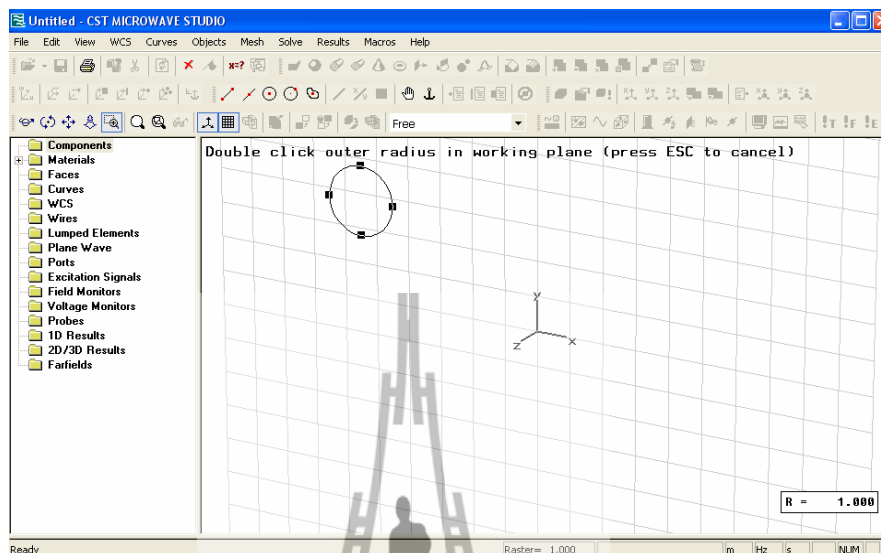 Untitled - CST MICROWAVE STUDIO
File Edit View WCS Curves Objects Mesh Solve Results Macros Help
Free
!T !F !E
Components
Materials
Faces
Curves
WCS
Wires
Lumped Elements
Plane Wave
Ports
Excitation Signals
Field Monitors
Voltage Monitors
Probes
1D Results
2D/3D Results
Farfields
Double click outer radius in working plane (press ESC to cancel)
y
z x
R = 1.000
Ready Raster= 1.000 m Hz s NUM